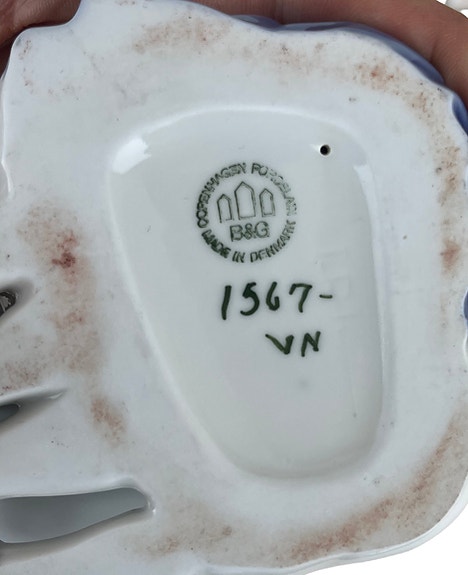 COPENHAGEN PORCELAIN
B&G
MADE IN DENMARK
1567-
VN